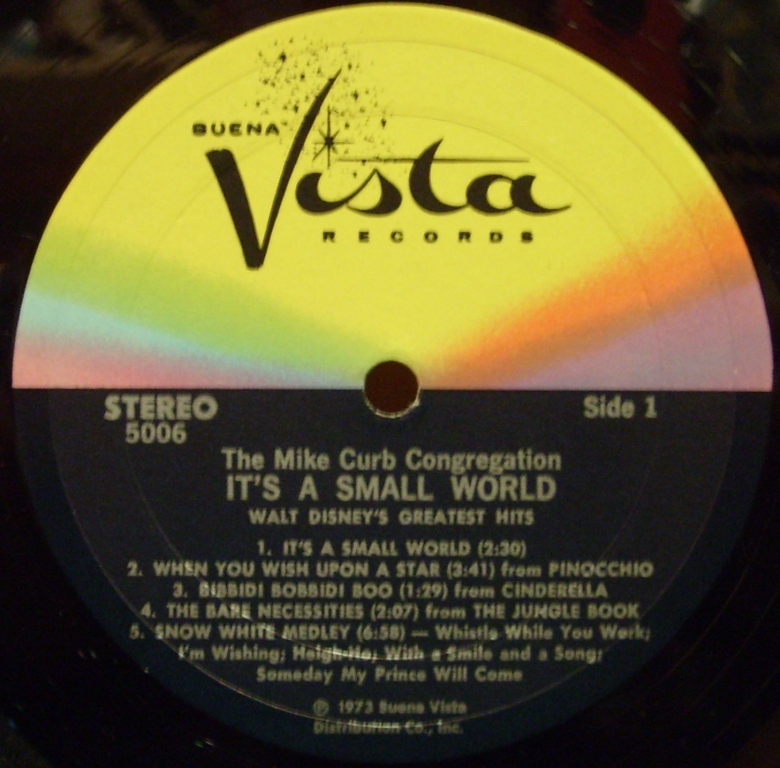 BUENA
Vista
RECORDS
STEREO
5006
Side 1
The Mike Curb Congregation
IT'S A SMALL WORLD
WALT DISNEY'S GREATEST HITS
1. IT'S A SMALL WORLD (2:30)
2. WHEN YOU WISH UPON A STAR (3:41) from PINOCCHIO
3. BIBBIDI BOBBIDI BOO (1:29) from CINDERELLA
4. THE BARE NECESSITIES (2:07) from THE JUNGLE BOOK
5. SNOW WHITE MEDLEY (6:58) — Whistle While You Work;
I'm Wishing; Heigh-Ho; With a Smile and a Song;
Someday My Prince Will Come
Ⓟ 1973 Buena Vista
Distribution Co., Inc.